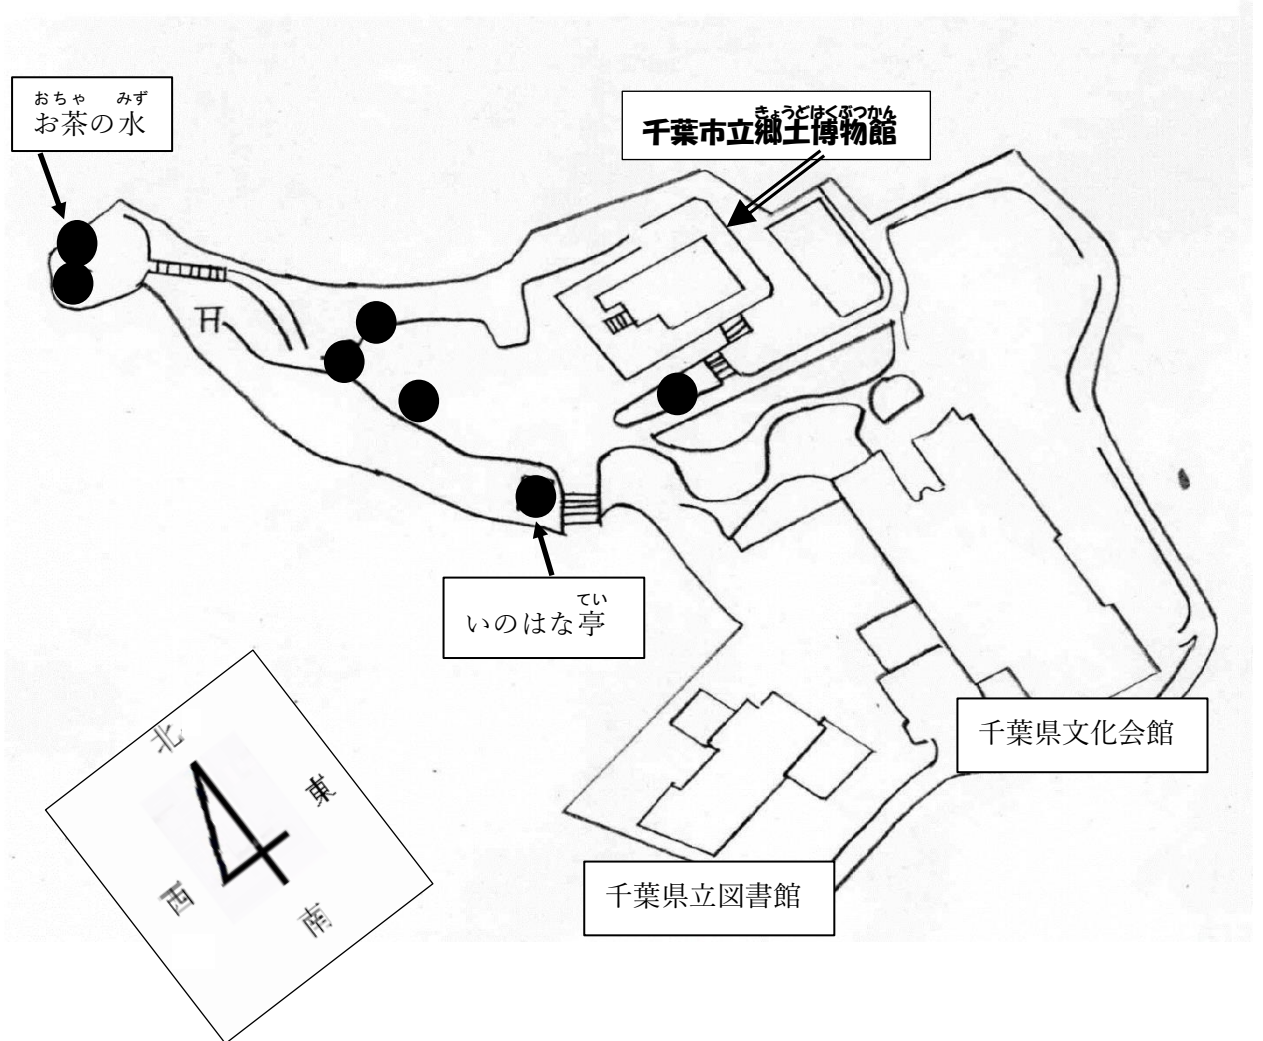 おちゃ みず
お茶の水
きょうどはくぶつかん
千葉市立郷土博物館
てい
いのはな亭
千葉県文化会館
千葉県立図書館
北
東
西
南